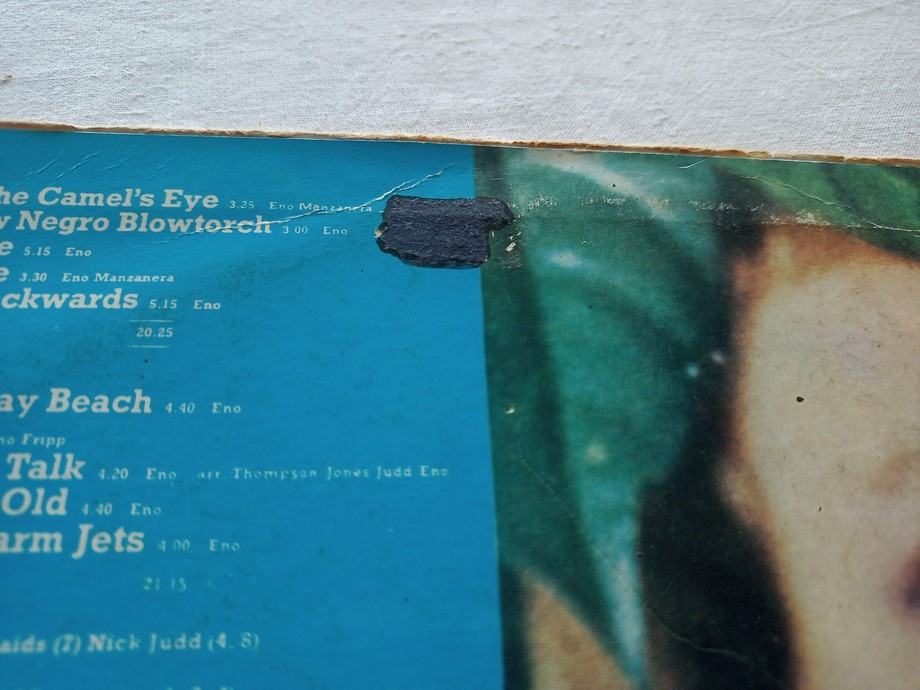 he Camel's Eye 3.25 Eno Manzanera
w Negro Blowtorch 3 00 Eno
e 5.15 Eno
e 3.30 Eno Manzanera
ckwards 5.15 Eno
20.25
ay Beach 4.40 Eno
no Fripp
Talk 4.20 Eno arr Thompson Jones Judd Eno
Old 4.40 Eno
arm Jets 4 00 Eno
21 15
aids (7) Nick Judd (4. 8)